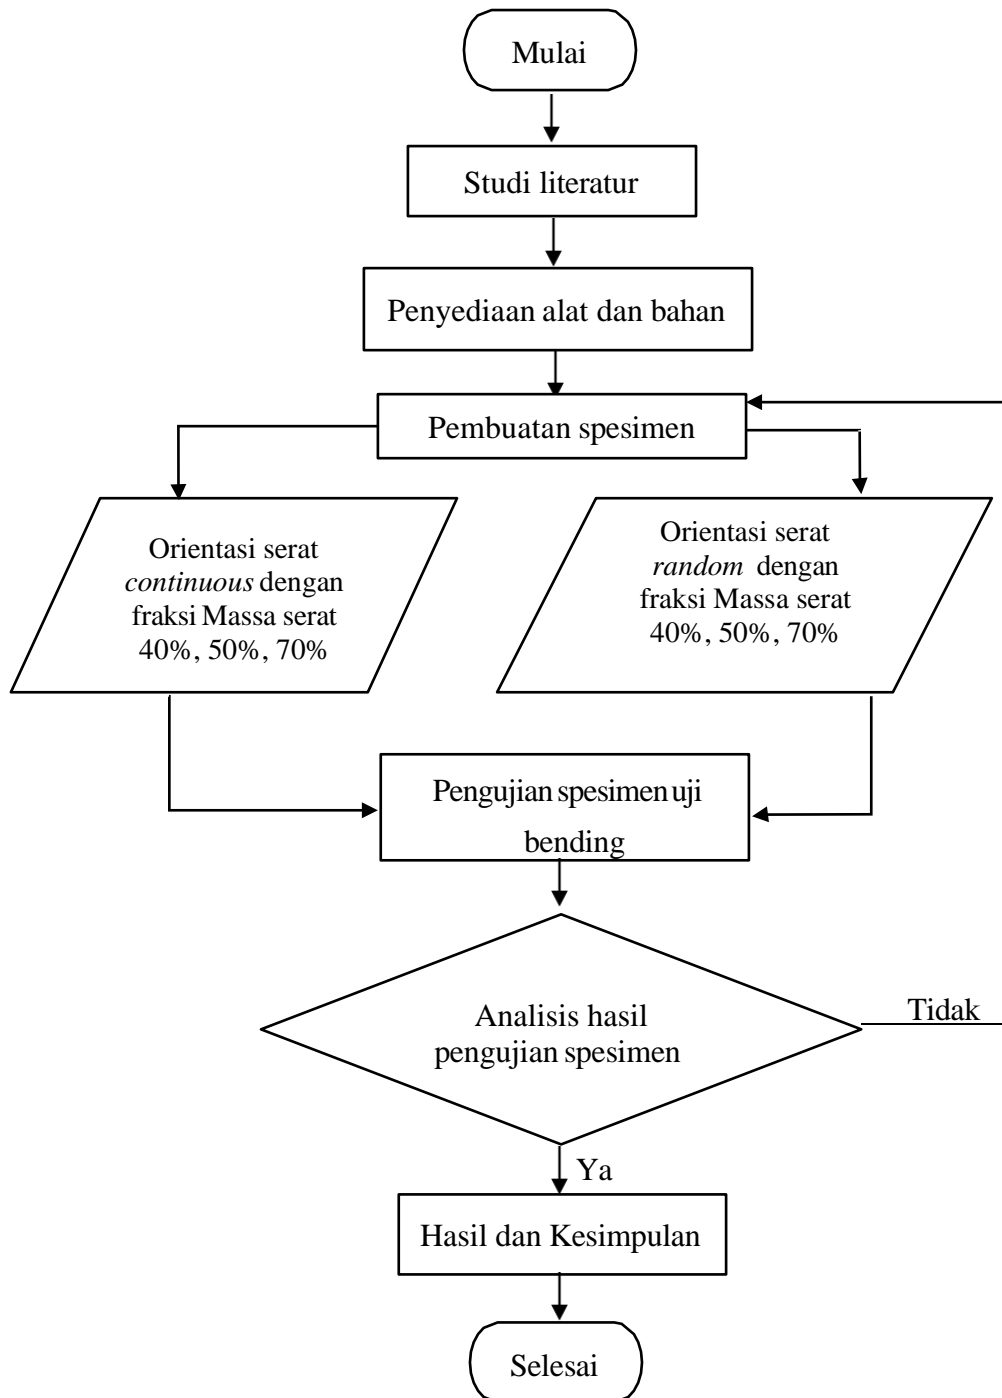 Mulai
Studi literatur
Penyediaan alat dan bahan
Pembuatan spesimen
Orientasi serat
continuous dengan
fraksi Massa serat
40%, 50%, 70%
Orientasi serat
random dengan
fraksi Massa serat
40%, 50%, 70%
Pengujian spesimen uji
bending
Analisis hasil
pengujian spesimen
Tidak
Ya
Hasil dan Kesimpulan
Selesai